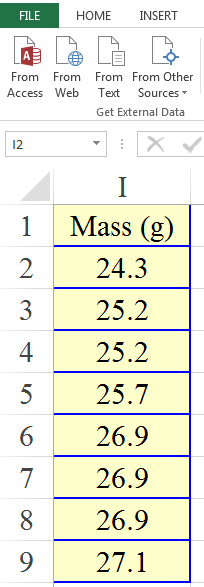 FILE HOME INSERT
From Access From Web From Text From Other Sources
Get External Data
I2
I
1 Mass (g)
2 24.3
3 25.2
4 25.2
5 25.7
6 26.9
7 26.9
8 26.9
9 27.1